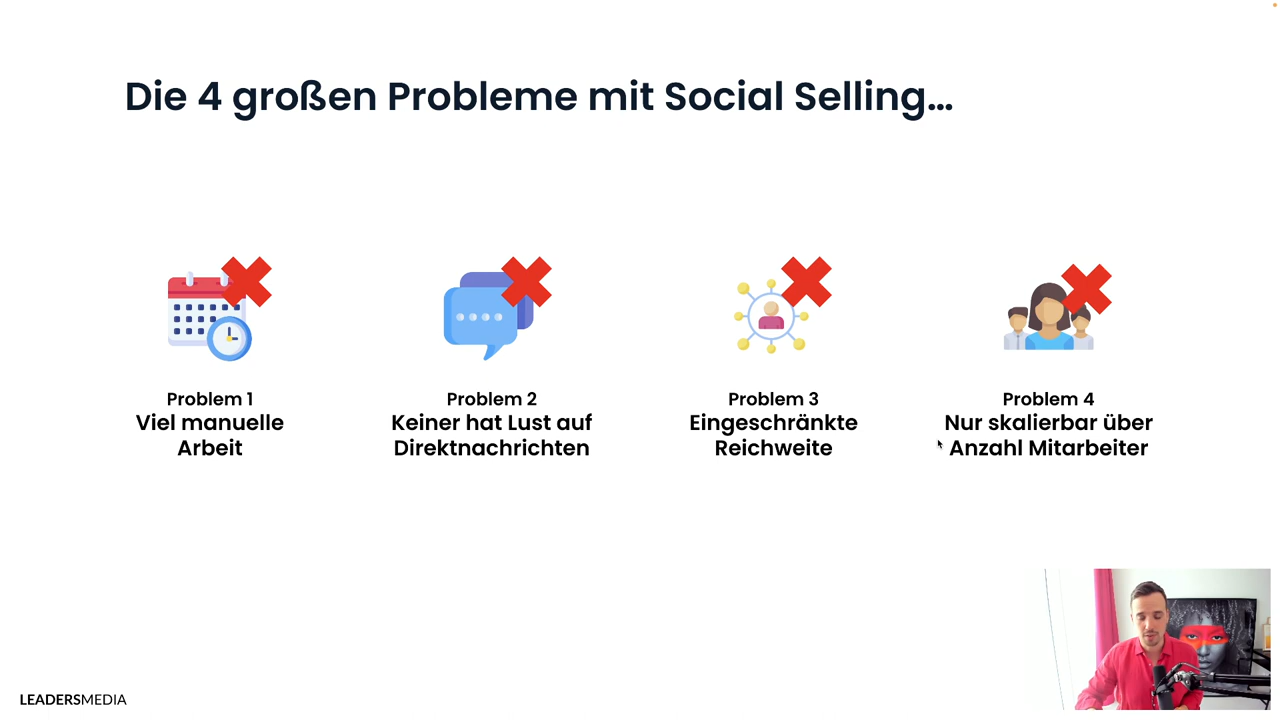 Die 4 großen Probleme mit Social Selling...
Problem 1
Viel manuelle
Arbeit
Problem 2
Keiner hat Lust auf
Direktnachrichten
Problem 3
Eingeschränkte
Reichweite
Problem 4
Nur skalierbar über
Anzahl Mitarbeiter
LEADERSMEDIA